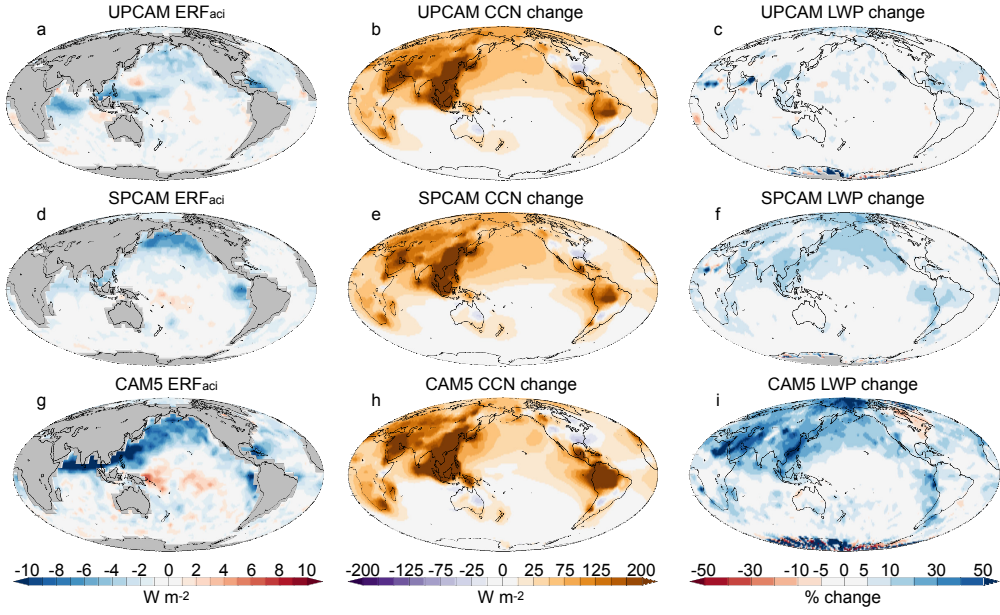 UPCAM ERFaci
UPCAM CCN change
UPCAM LWP change
a
b
c
SPCAM ERFaci
SPCAM CCN change
SPCAM LWP change
d
e
f
CAM5 ERFaci
CAM5 CCN change
CAM5 LWP change
g
h
i
-10 -8 -6 -4 -2 0 2 4 6 8 10
-200 -125 -75 -25 0 25 75 125 200
-50 -30 -10 -5 0 5 10 30 50
W m-2
W m-2
% change